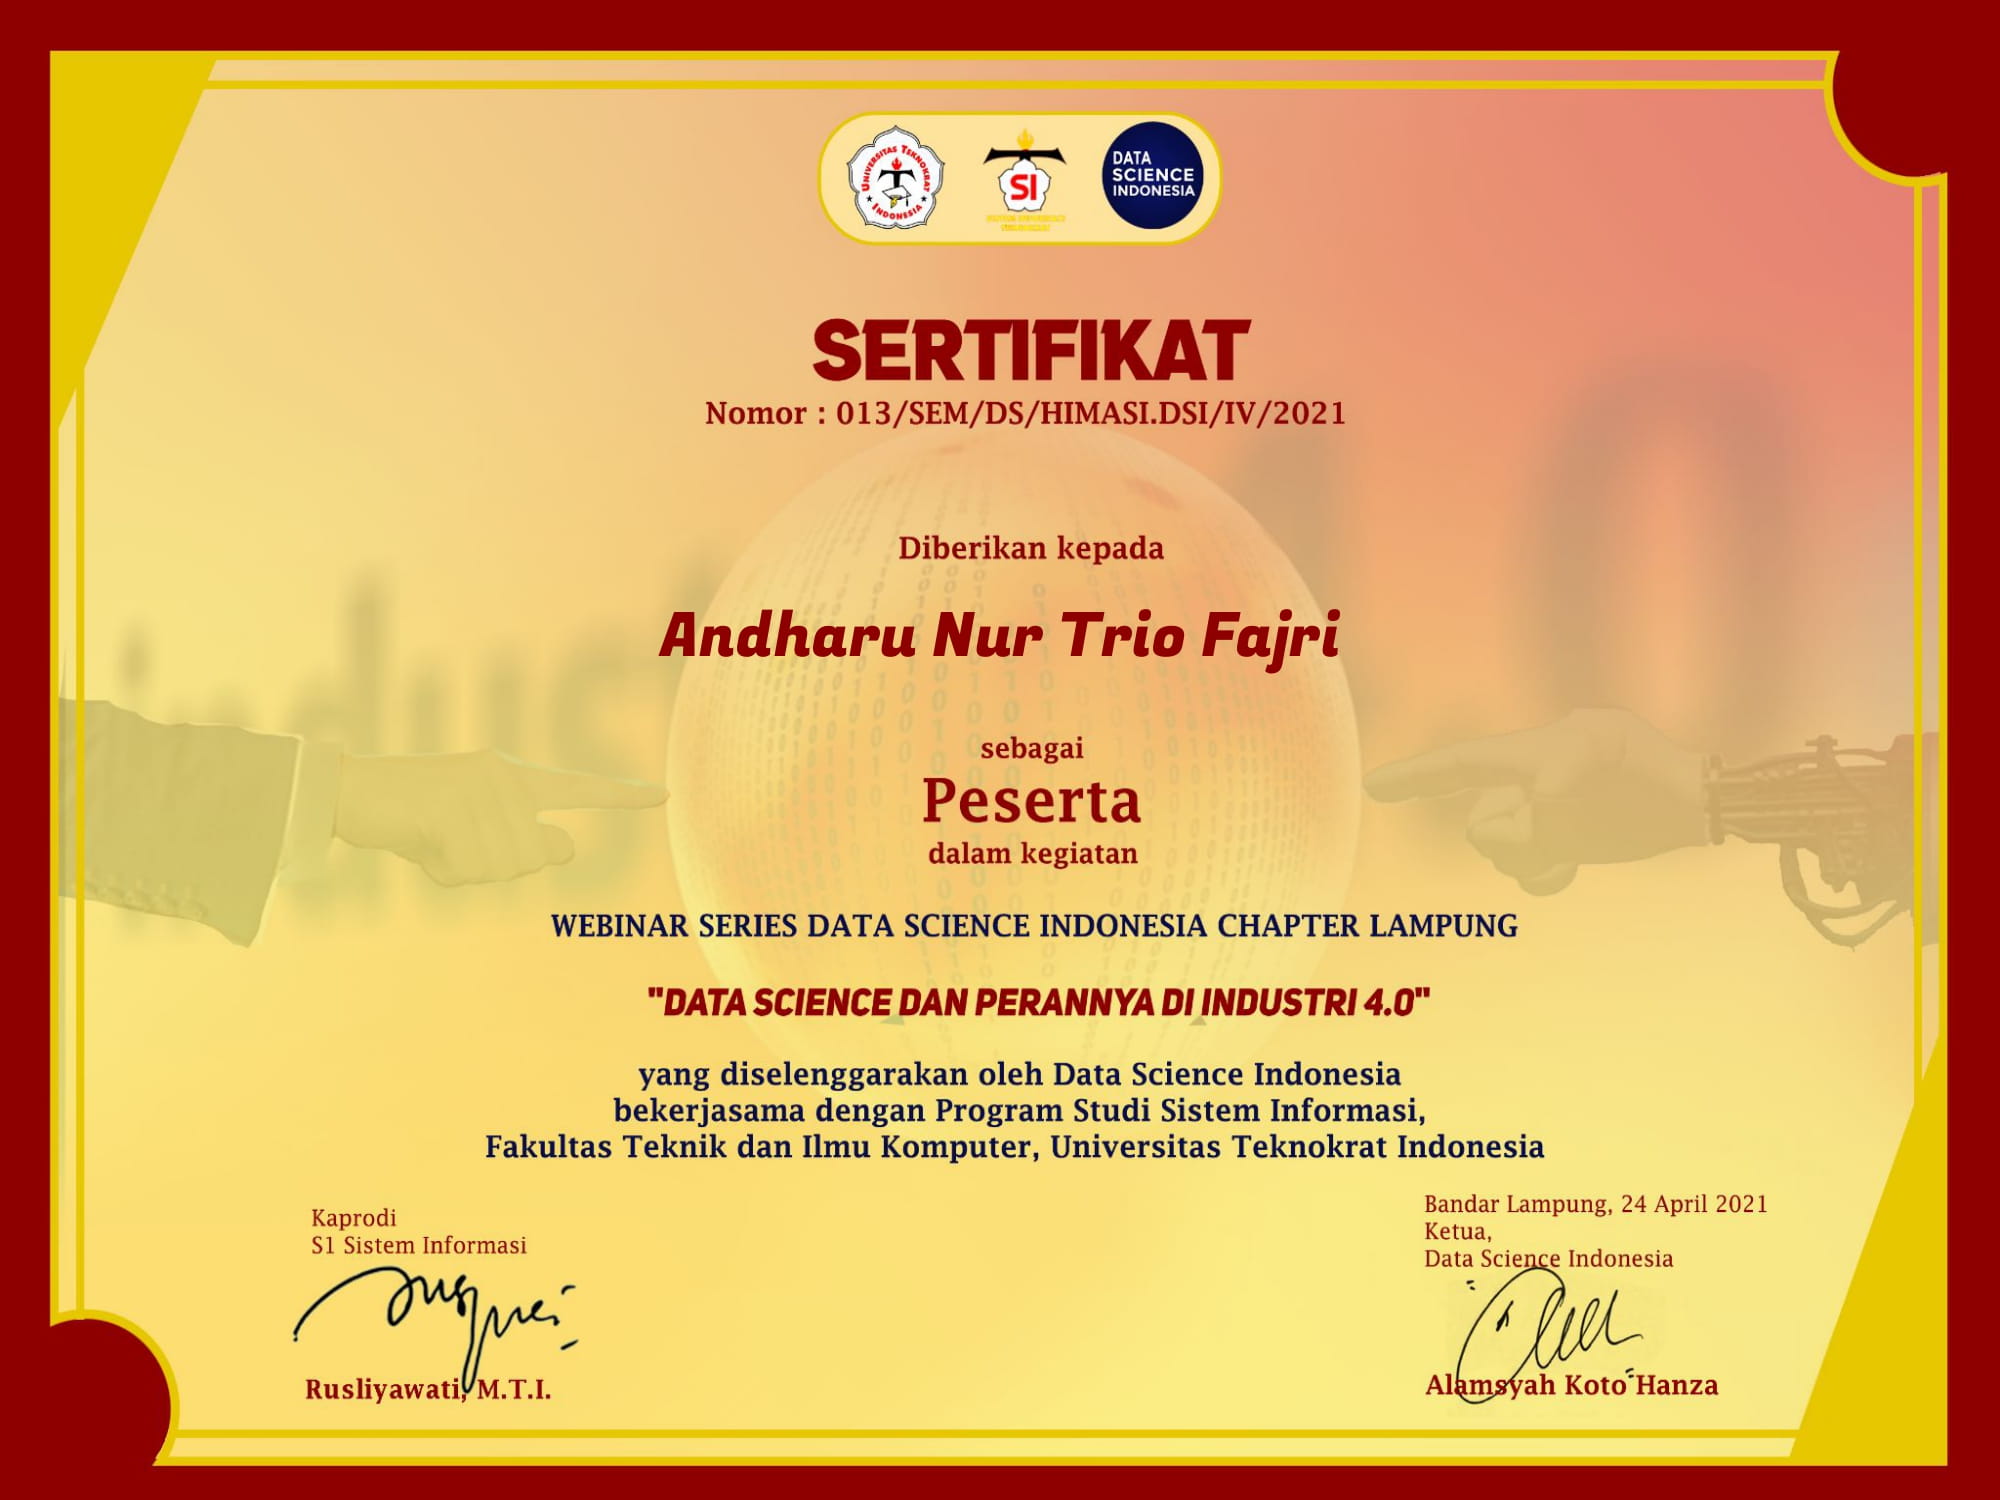 UNIVERSITAS TEKNOKRAT
INDONESIA
SI
DATA
SCIENCE
INDONESIA
SERTIFIKAT
Nomor : 013/SEM/DS/HIMASI.DSI/IV/2021
Diberikan kepada
Andharu Nur Trio Fajri
sebagai
Peserta
dalam kegiatan
WEBINAR SERIES DATA SCIENCE INDONESIA CHAPTER LAMPUNG
"DATA SCIENCE DAN PERANNYA DI INDUSTRI 4.0"
yang diselenggarakan oleh Data Science Indonesia
bekerjasama dengan Program Studi Sistem Informasi,
Fakultas Teknik dan Ilmu Komputer, Universitas Teknokrat Indonesia
Kaprodi
S1 Sistem Informasi
Rusliyawati, M.T.I.
Bandar Lampung, 24 April 2021
Ketua,
Data Science Indonesia
Alamsyah Koto Hanza